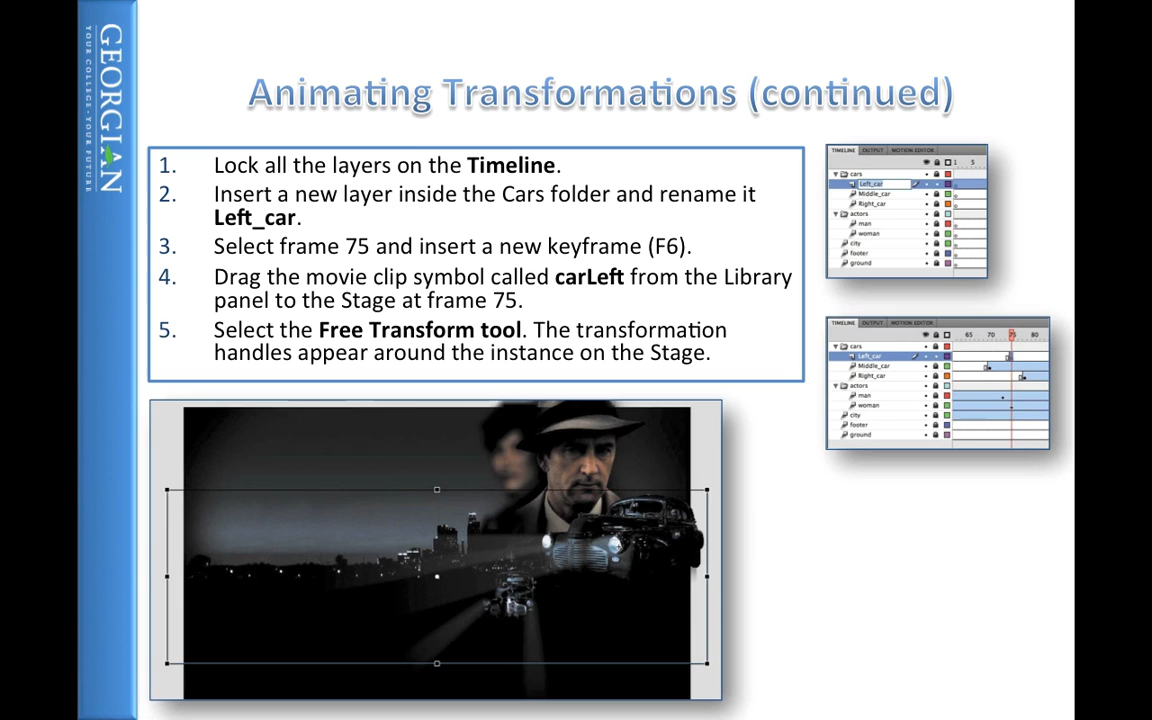 GEORGIAN
YOUR COLLEGE · YOUR FUTURE
Animating Transformations (continued)
1. Lock all the layers on the Timeline.
2. Insert a new layer inside the Cars folder and rename it
Left_car.
3. Select frame 75 and insert a new keyframe (F6).
4. Drag the movie clip symbol called carLeft from the Library
panel to the Stage at frame 75.
5. Select the Free Transform tool. The transformation
handles appear around the instance on the Stage.
TIMELINE OUTPUT MOTION EDITOR
1 5
cars
Left_car
Middle_car
Right_car
actors
man
woman
city
footer
ground
TIMELINE OUTPUT MOTION EDITOR
65 70 75 80
cars
Left_car
Middle_car
Right_car
actors
man
woman
city
footer
ground